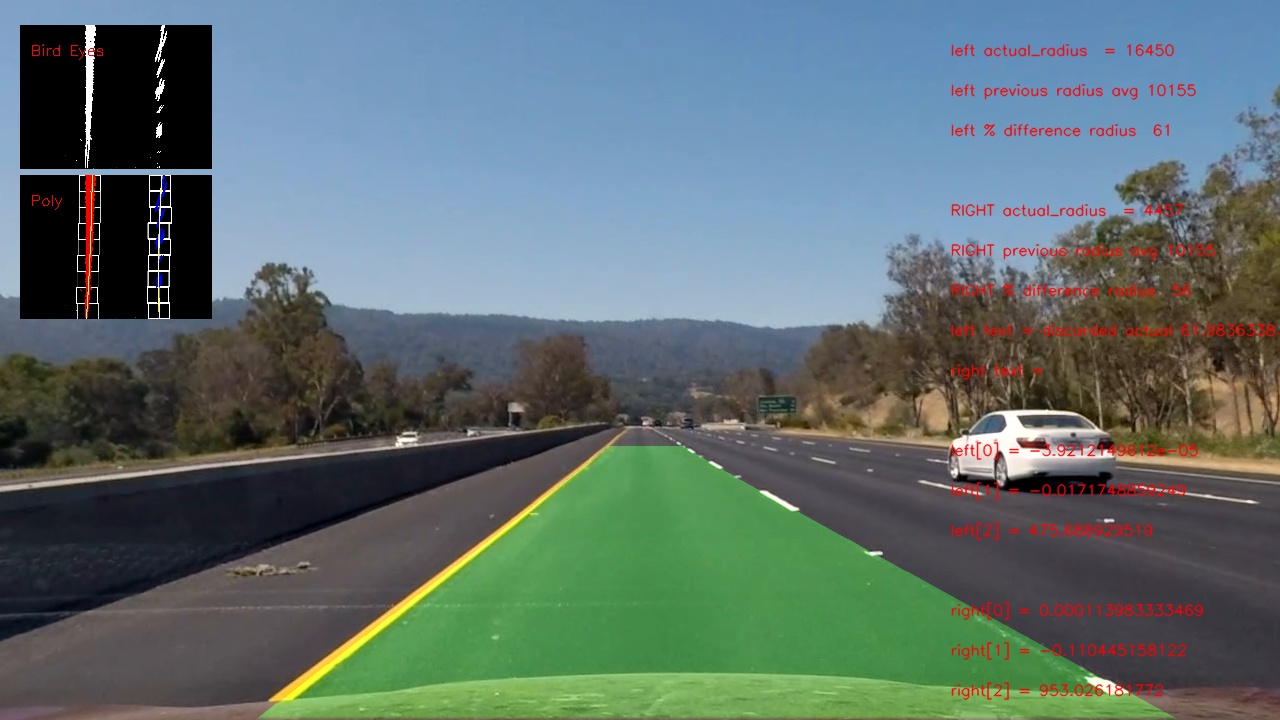 Bird Eyes
Poly
left actual_radius = 16450
left previous radius avg 10155
left % difference radius 61
RIGHT actual_radius = 4457
RIGHT previous radius avg 10155
RIGHT % difference radius 56
left text = discarded actual 61.9836338
right text =
left[0] = -3.9212149612e-05
left[1] = -0.0171748859249
left[2] = 475.688929519
right[0] = 0.000113983333469
right[1] = -0.110445158122
right[2] = 953.026181772